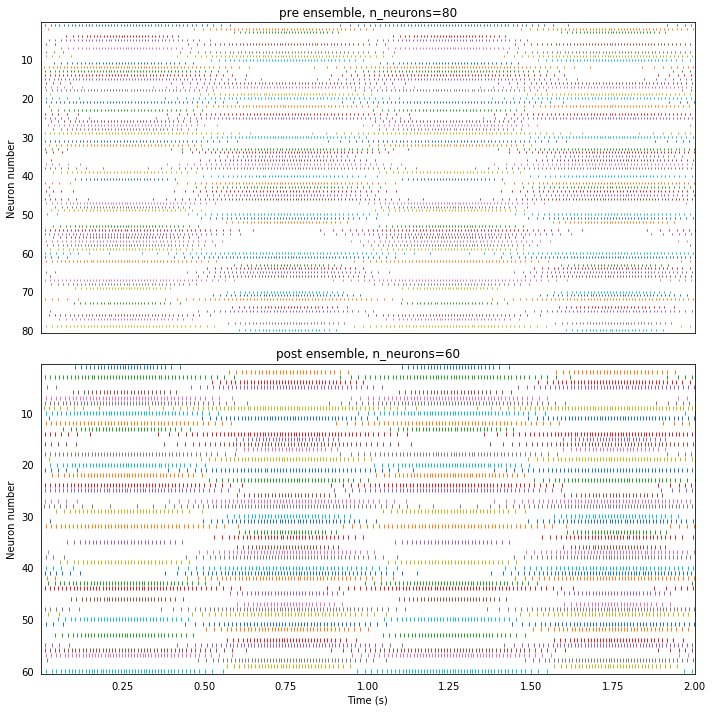 pre ensemble, n_neurons=80
10
20
30
40
50
60
70
80
Neuron number
post ensemble, n_neurons=60
10
20
30
40
50
60
Neuron number
0.25 0.50 0.75 1.00 1.25 1.50 1.75 2.00
Time (s)